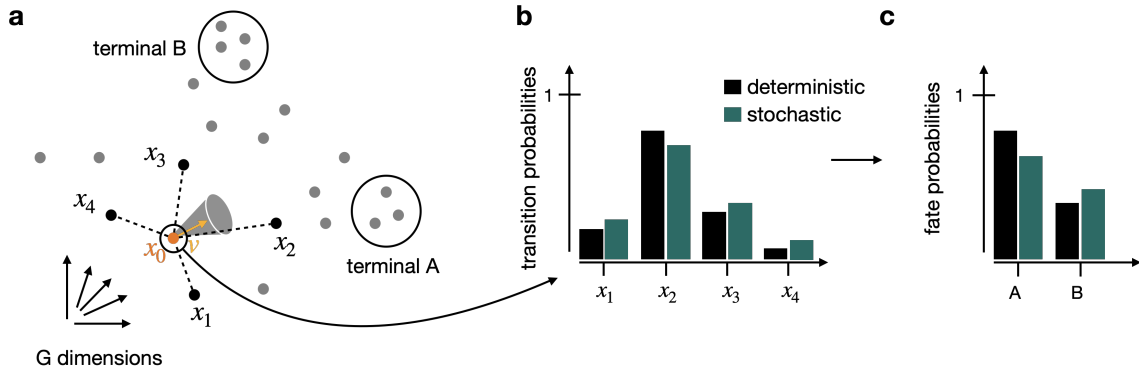 a
terminal B
x3
x4
x0
v
x2
x1
terminal A
G dimensions
b
transition probabilities
1
deterministic
stochastic
x1
x2
x3
x4
c
fate probabilities
1
A
B